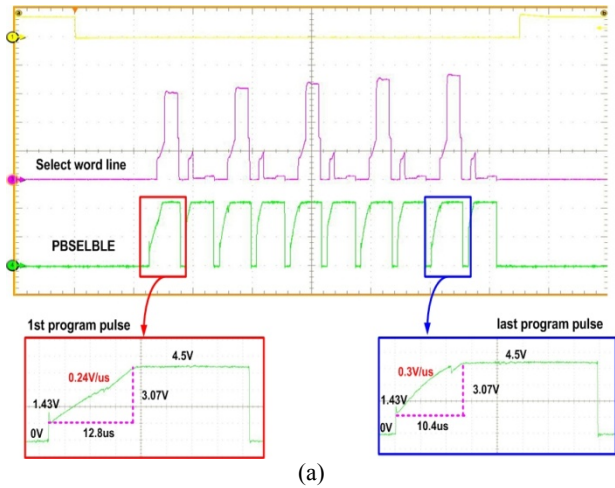 Select word line
PBSELBLE
1st program pulse
last program pulse
4.5V
0.24V/us
1.43V
3.07V
0V
12.8us
4.5V
0.3V/us
1.43V
3.07V
0V
10.4us
(a)